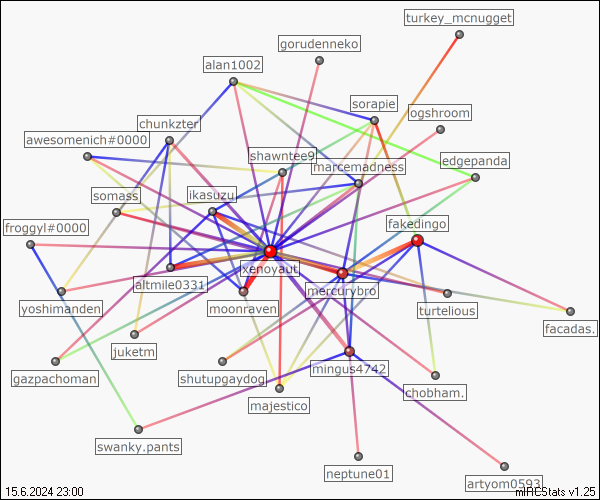 turkey_mcnugget
gorudenneko
alan1002
sorapie
ogshroom
chunkzter
awesomenich#0000
shawntee9
marcemadness
edgepanda
somass
ikasuzu
froggyl#0000
fakedingo
xenoyaut
altmile0331
mercurybro
yoshimanden
moonraven
turtelious
facadas.
juketm
gazpachoman
shutupgaydog
mingus4742
majestico
chobham.
swanky.pants
neptune01
artyom0593
15.6.2024 23:00
mIRCStats v1.25